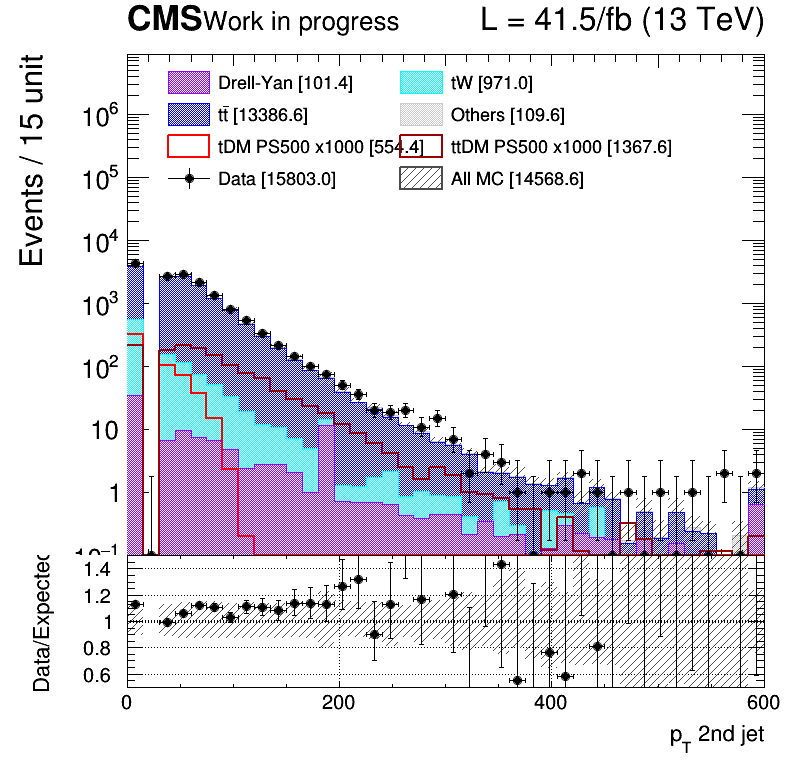 CMS Work in progress L = 41.5/fb (13 TeV)
Events / 15 unit
Drell-Yan [101.4] tW [971.0]
tt̄ [13386.6] Others [109.6]
tDM PS500 x1000 [554.4] ttDM PS500 x1000 [1367.6]
Data [15803.0] All MC [14568.6]
10⁶
10⁵
10⁴
10³
10²
10
1
10⁻¹
Data/Expected
1.4
1.2
1
0.8
0.6
0 200 400 600
p_T 2nd jet